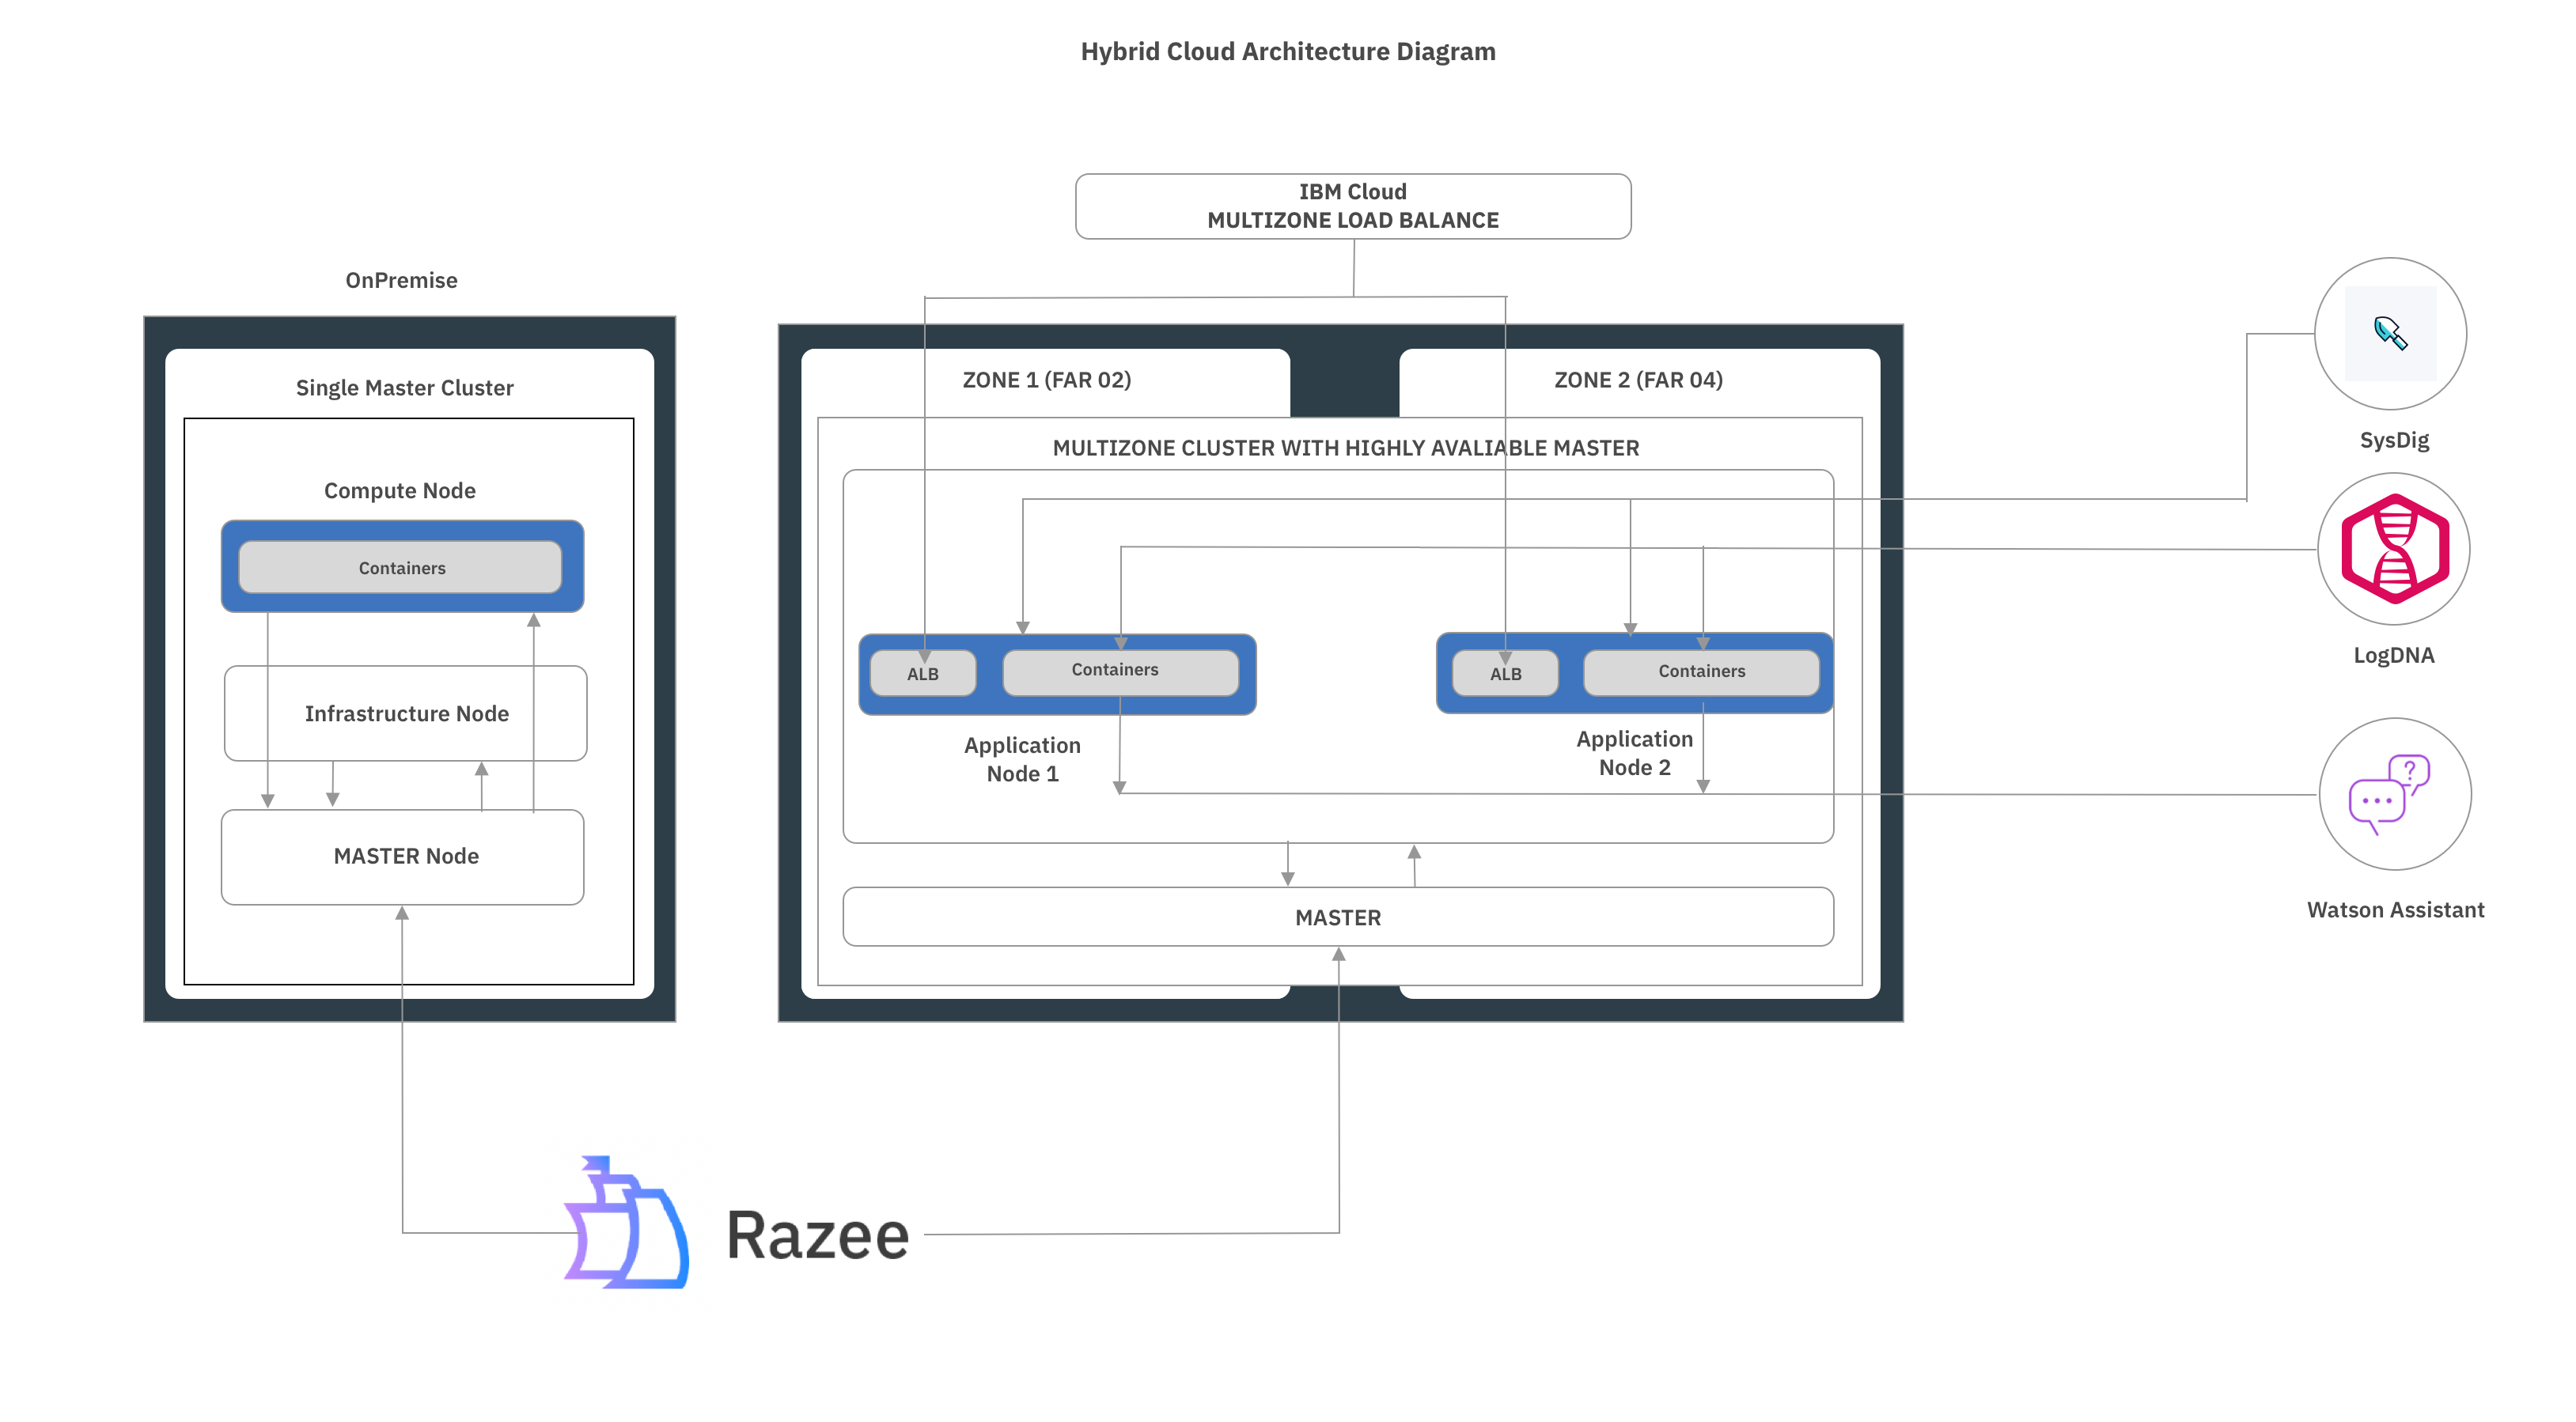 Hybrid Cloud Architecture Diagram
IBM Cloud
MULTIZONE LOAD BALANCE
OnPremise
Single Master Cluster
Compute Node
Containers
Infrastructure Node
MASTER Node
ZONE 1 (FAR 02)
ZONE 2 (FAR 04)
MULTIZONE CLUSTER WITH HIGHLY AVALIABLE MASTER
ALB
Containers
ALB
Containers
Application
Node 1
Application
Node 2
MASTER
SysDig
LogDNA
?
Watson Assistant
Razee